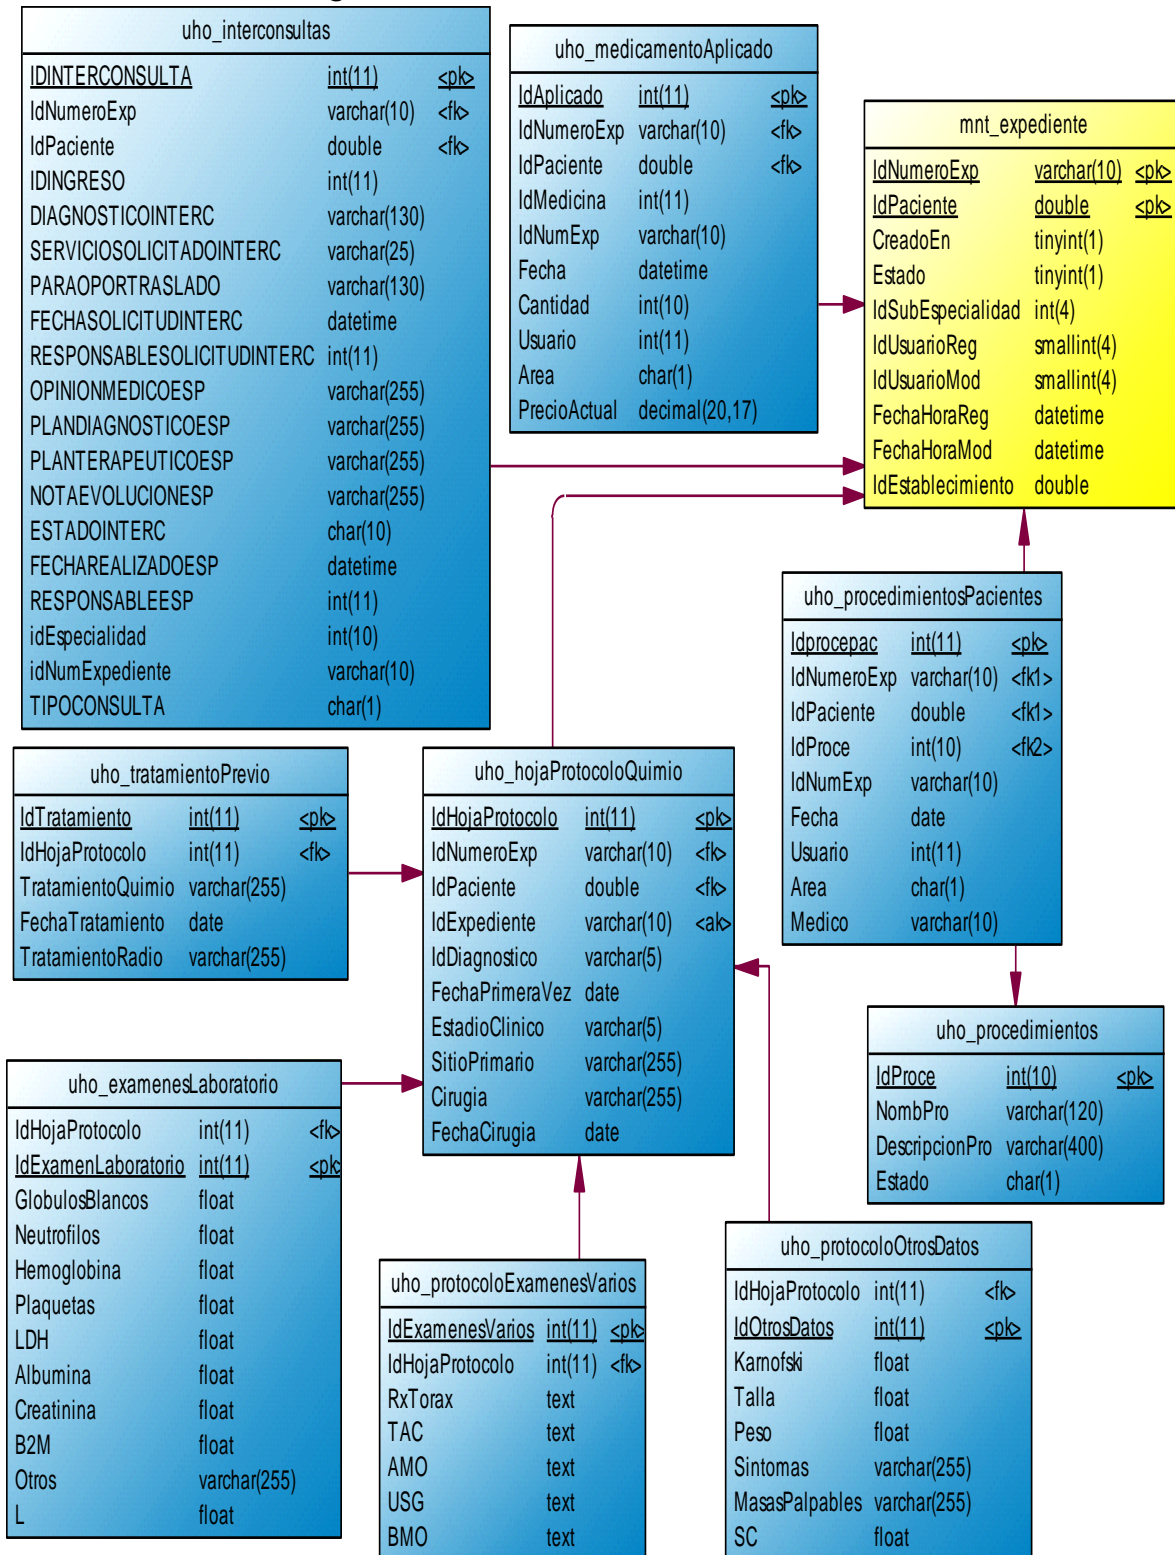 uho_interconsultas
IDINTERCONSULTA int(11) <pk>
IdNumeroExp varchar(10) <fk>
IdPaciente double <fk>
IDINGRESO int(11)
DIAGNOSTICOINTERC varchar(130)
SERVICIOSOLICITADOINTERC varchar(25)
PARAOPORTRASLADO varchar(130)
FECHASOLICITUDINTERC datetime
RESPONSABLESOLICITUDINTERC int(11)
OPINIONMEDICOESP varchar(255)
PLANDIAGNOSTICOESP varchar(255)
PLANTERAPEUTICOESP varchar(255)
NOTAEVOLUCIONESP varchar(255)
ESTADOINTERC char(10)
FECHAREALIZADOESP datetime
RESPONSABLEESP int(11)
idEspecialidad int(10)
idNumExpediente varchar(10)
TIPOCONSULTA char(1)
uho_medicamentoAplicado
IdAplicado int(11) <pk>
IdNumeroExp varchar(10) <fk>
IdPaciente double <fk>
IdMedicina int(11)
IdNumExp varchar(10)
Fecha datetime
Cantidad int(10)
Usuario int(11)
Area char(1)
PrecioActual decimal(20,17)
mnt_expediente
IdNumeroExp varchar(10) <pk>
IdPaciente double <pk>
CreadoEn tinyint(1)
Estado tinyint(1)
IdSubEspecialidad int(4)
IdUsuarioReg smallint(4)
IdUsuarioMod smallint(4)
FechaHoraReg datetime
FechaHoraMod datetime
IdEstablecimiento double
uho_procedimientosPacientes
Idprocepac int(11) <pk>
IdNumeroExp varchar(10) <fk1>
IdPaciente double <fk1>
IdProce int(10) <fk2>
IdNumExp varchar(10)
Fecha date
Usuario int(11)
Area char(1)
Medico varchar(10)
uho_tratamientoPrevio
IdTratamiento int(11) <pk>
IdHojaProtocolo int(11) <fk>
TratamientoQuimio varchar(255)
FechaTratamiento date
TratamientoRadio varchar(255)
uho_hojaProtocoloQuimio
IdHojaProtocolo int(11) <pk>
IdNumeroExp varchar(10) <fk>
IdPaciente double <fk>
IdExpediente varchar(10) <ak>
IdDiagnostico varchar(5)
FechaPrimeraVez date
EstadioClinico varchar(5)
SitioPrimario varchar(255)
Cirugia varchar(255)
FechaCirugia date
uho_procedimientos
IdProce int(10) <pk>
NombPro varchar(120)
DescripcionPro varchar(400)
Estado char(1)
uho_examenesLaboratorio
IdHojaProtocolo int(11) <fk>
IdExamenLaboratorio int(11) <pk>
GlobulosBlancos float
Neutrofilos float
Hemoglobina float
Plaquetas float
LDH float
Albumina float
Creatinina float
B2M float
Otros varchar(255)
L float
uho_protocoloExamenesVarios
IdExamenesVarios int(11) <pk>
IdHojaProtocolo int(11) <fk>
RxTorax text
TAC text
AMO text
USG text
BMO text
uho_protocoloOtrosDatos
IdHojaProtocolo int(11) <fk>
IdOtrosDatos int(11) <pk>
Karnofski float
Talla float
Peso float
Sintomas varchar(255)
MasasPalpables varchar(255)
SC float